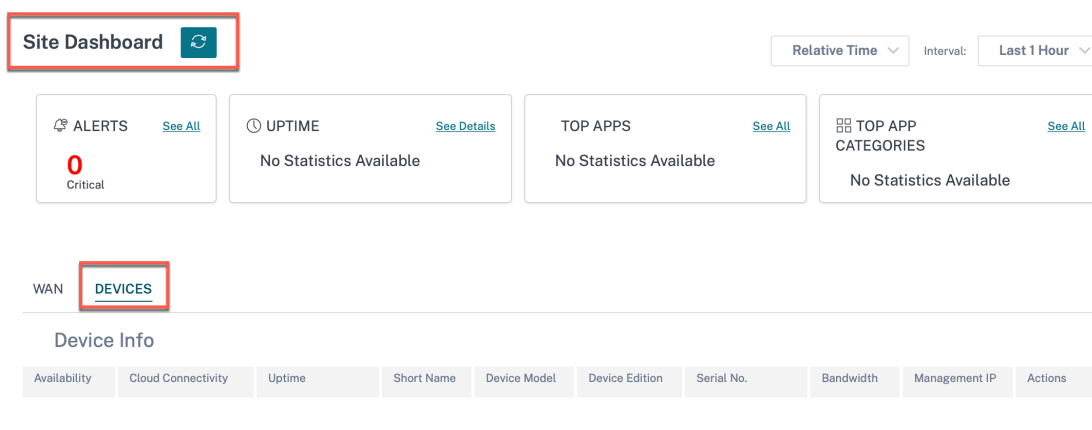 Site Dashboard
Relative Time
Interval:
Last 1 Hour
ALERTS
See All
0
Critical
UPTIME
See Details
No Statistics Available
TOP APPS
See All
No Statistics Available
TOP APP
CATEGORIES
See All
No Statistics Available
WAN
DEVICES
Device Info
Availability
Cloud Connectivity
Uptime
Short Name
Device Model
Device Edition
Serial No.
Bandwidth
Management IP
Actions